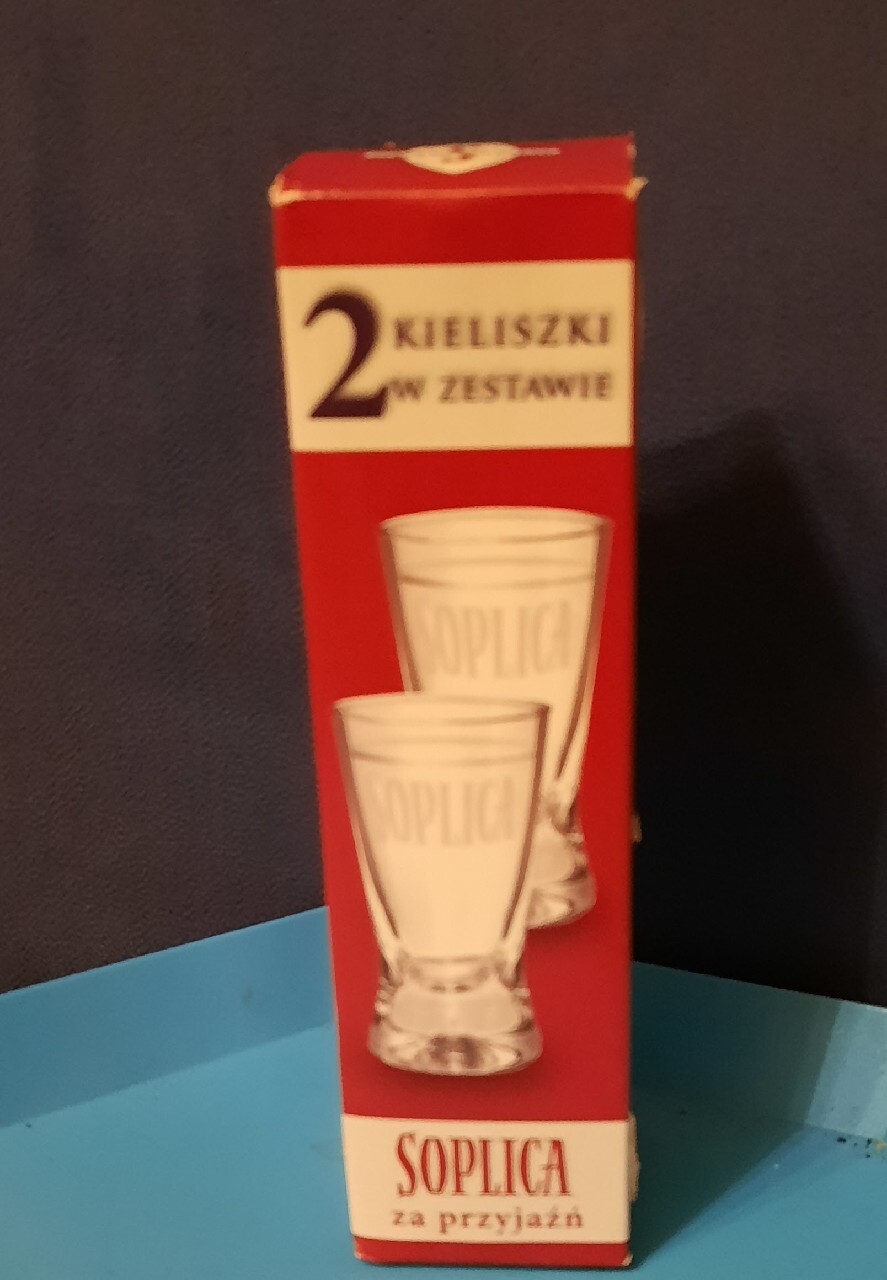 2 KIELISZKI
W ZESTAWIE
SOPLICA
SOPLICA
SOPLICA
za przyjaźń